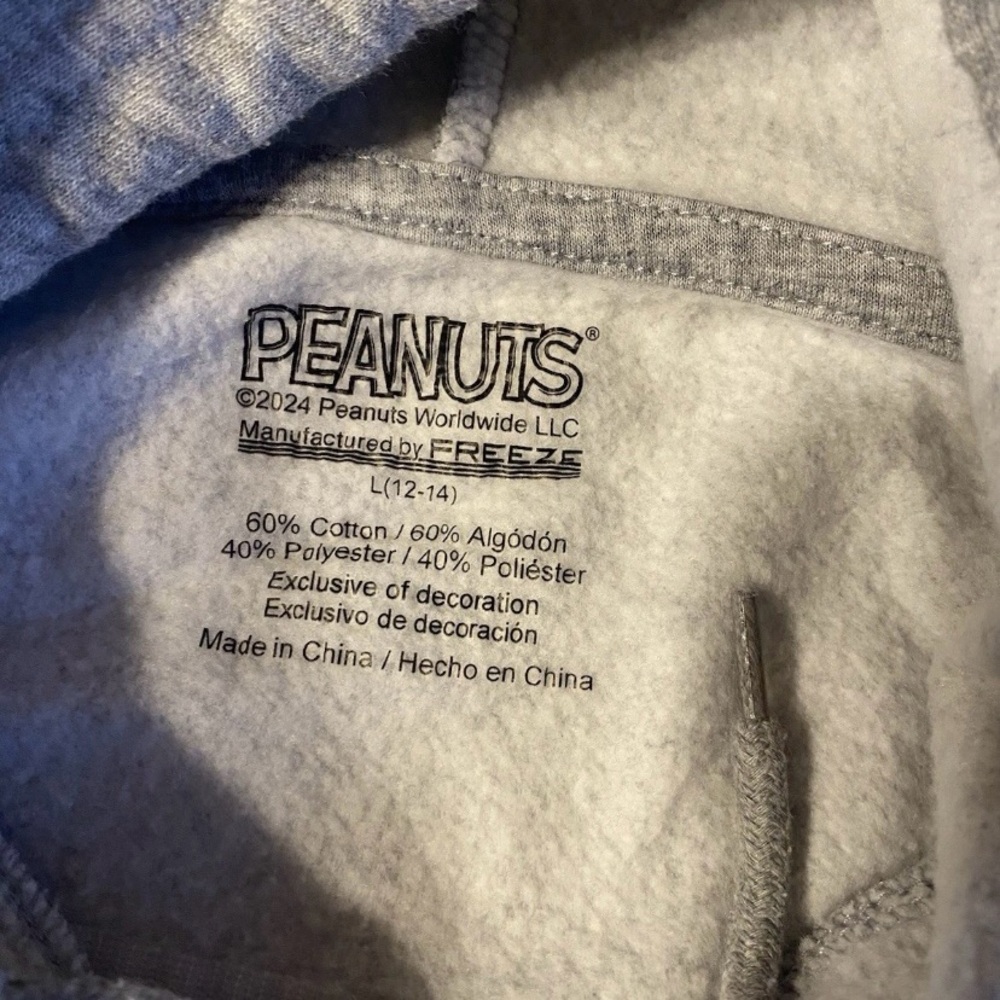 PEANUTS®
©2024 Peanuts Worldwide LLC
Manufactured by FREEZE
L(12-14)
60% Cotton / 60% Algódón
40% Polyester / 40% Poliéster
Exclusive of decoration
Exclusivo de decoración
Made in China / Hecho en China